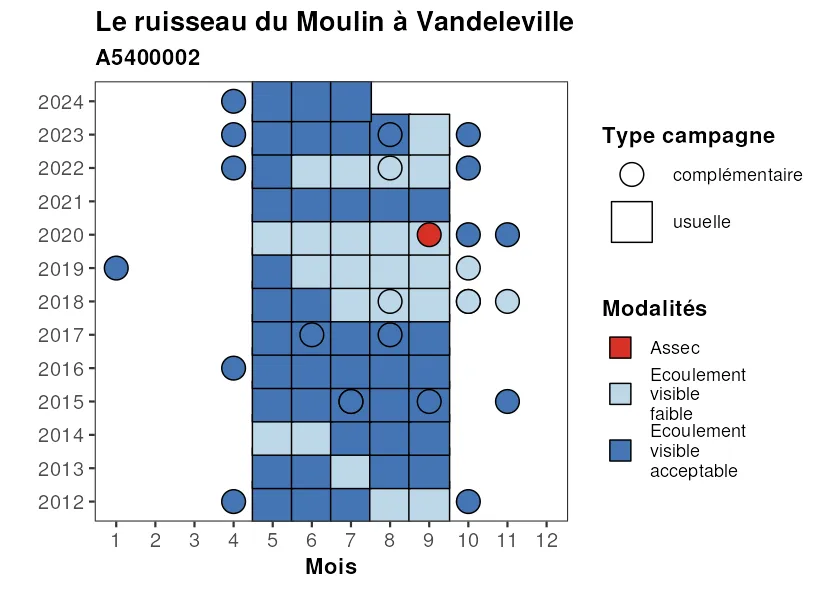 Le ruisseau du Moulin à Vandeleville
A5400002
2024
2023
2022
2021
2020
2019
2018
2017
2016
2015
2014
2013
2012
1 2 3 4 5 6 7 8 9 10 11 12
Mois
Type campagne
complémentaire
usuelle
Modalités
Assec
Ecoulement
visible
faible
Ecoulement
visible
acceptable